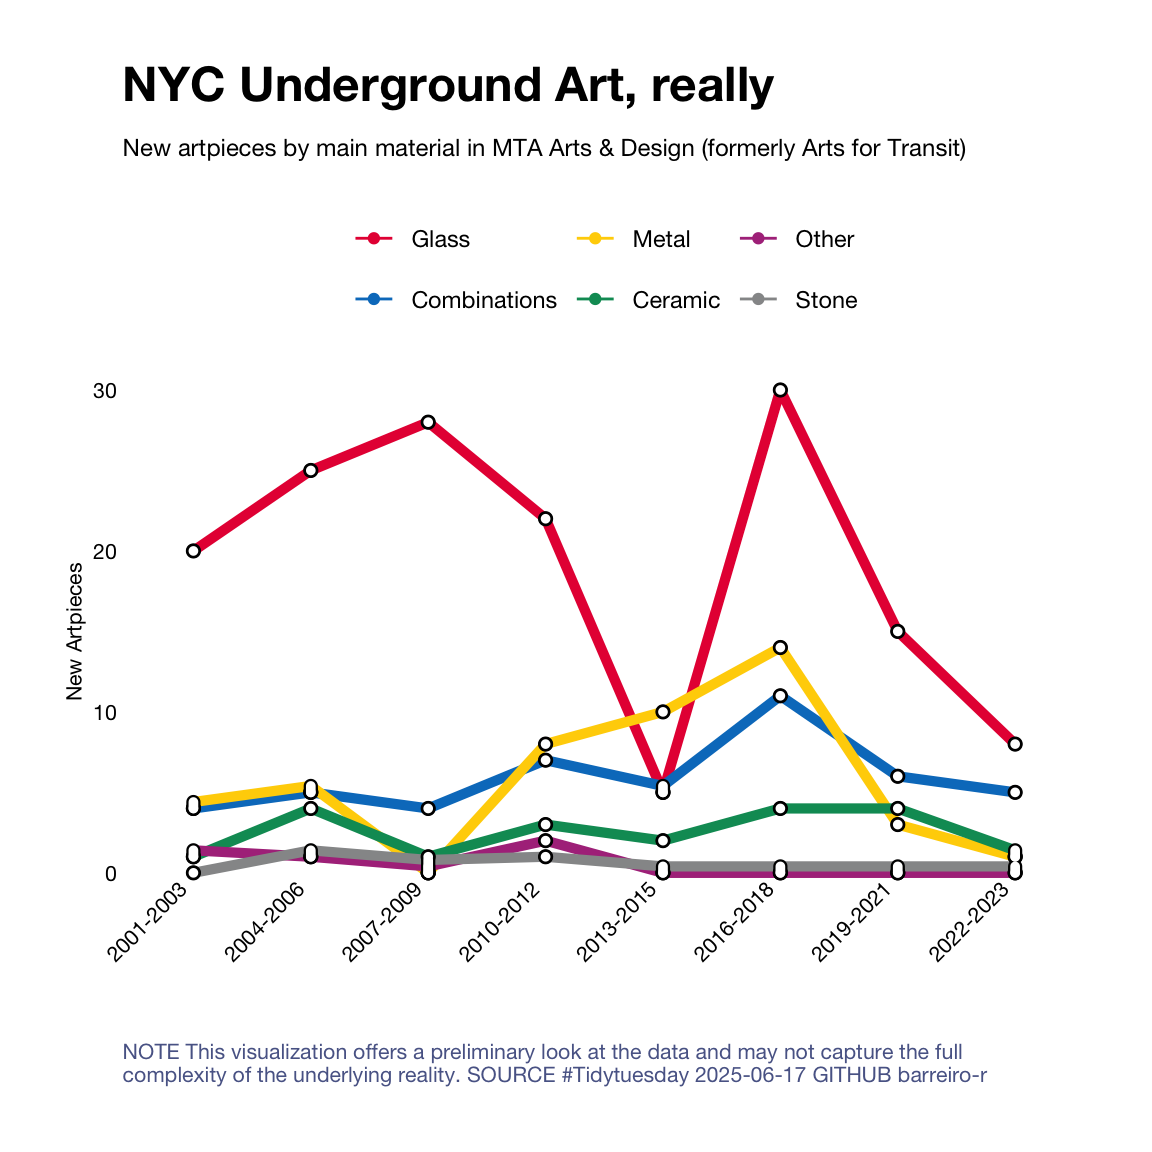 NYC Underground Art, really
New artpieces by main material in MTA Arts & Design (formerly Arts for Transit)
Glass
Metal
Other
Combinations
Ceramic
Stone
30
20
10
0
New Artpieces
2001-2003
2004-2006
2007-2009
2010-2012
2013-2015
2016-2018
2019-2021
2022-2023
NOTE This visualization offers a preliminary look at the data and may not capture the full
complexity of the underlying reality. SOURCE #Tidytuesday 2025-06-17 GITHUB barreiro-r